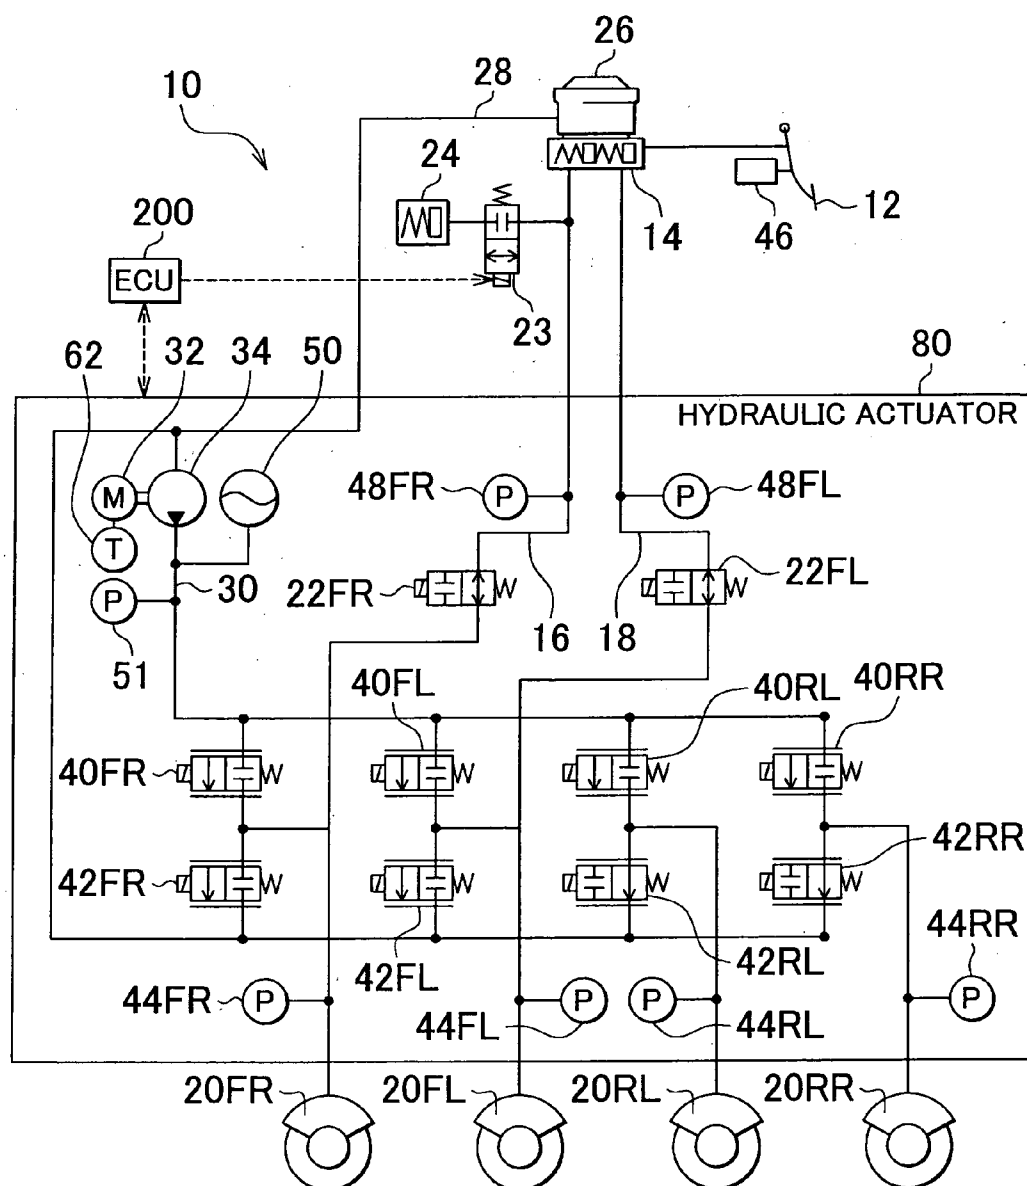 26
28
10
24
200
ECU
14
46
12
23
62
32
34
50
80
HYDRAULIC ACTUATOR
M
T
P
48FR
P
P
48FL
30
51
22FR
22FL
16
18
40FL
40RL
40RR
40FR
42FR
42RR
42FL
42RL
44RR
44FR
P
P
P
P
44FL
44RL
20FR
20FL
20RL
20RR